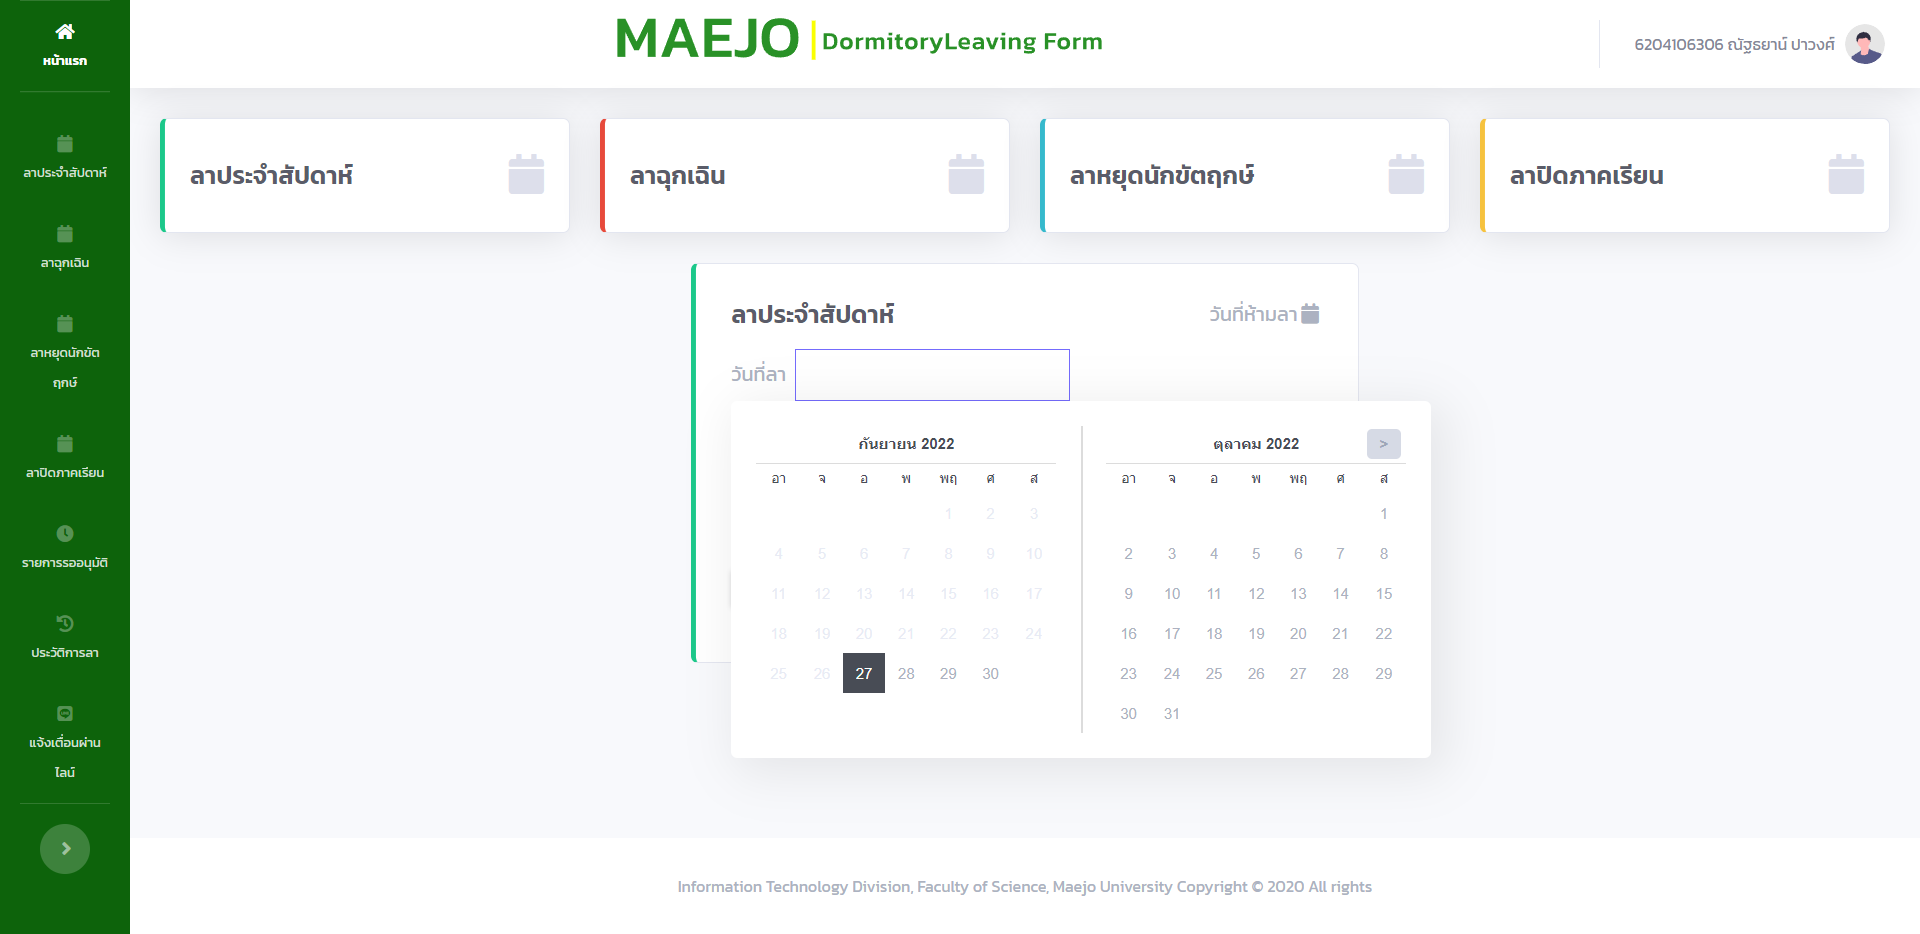 หน้าแรก
ลาประจำสัปดาห์
ลาฉุกเฉิน
ลาหยุดนักขัต
ฤกษ์
ลาปิดภาคเรียน
รายการรออนุมัติ
ประวัติการลา
แจ้งเตื่อนผ่าน
ไลน์
MAEJO DormitoryLeaving Form
6204106306 ณัฐธยาน์ ปาวงศ์
ลาประจำสัปดาห์
ลาฉุกเฉิน
ลาหยุดนักขัตฤกษ์
ลาปิดภาคเรียน
ลาประจำสัปดาห์
วันที่ห้ามลา
วันที่ลา
กันยายน 2022
อา จ อ พ พฤ ศ ส
1 2 3
4 5 6 7 8 9 10
11 12 13 14 15 16 17
18 19 20 21 22 23 24
25 26 27 28 29 30
ตุลาคม 2022 >
อา จ อ พ พฤ ศ ส
1
2 3 4 5 6 7 8
9 10 11 12 13 14 15
16 17 18 19 20 21 22
23 24 25 26 27 28 29
30 31
Information Technology Division, Faculty of Science, Maejo University Copyright © 2020 All rights